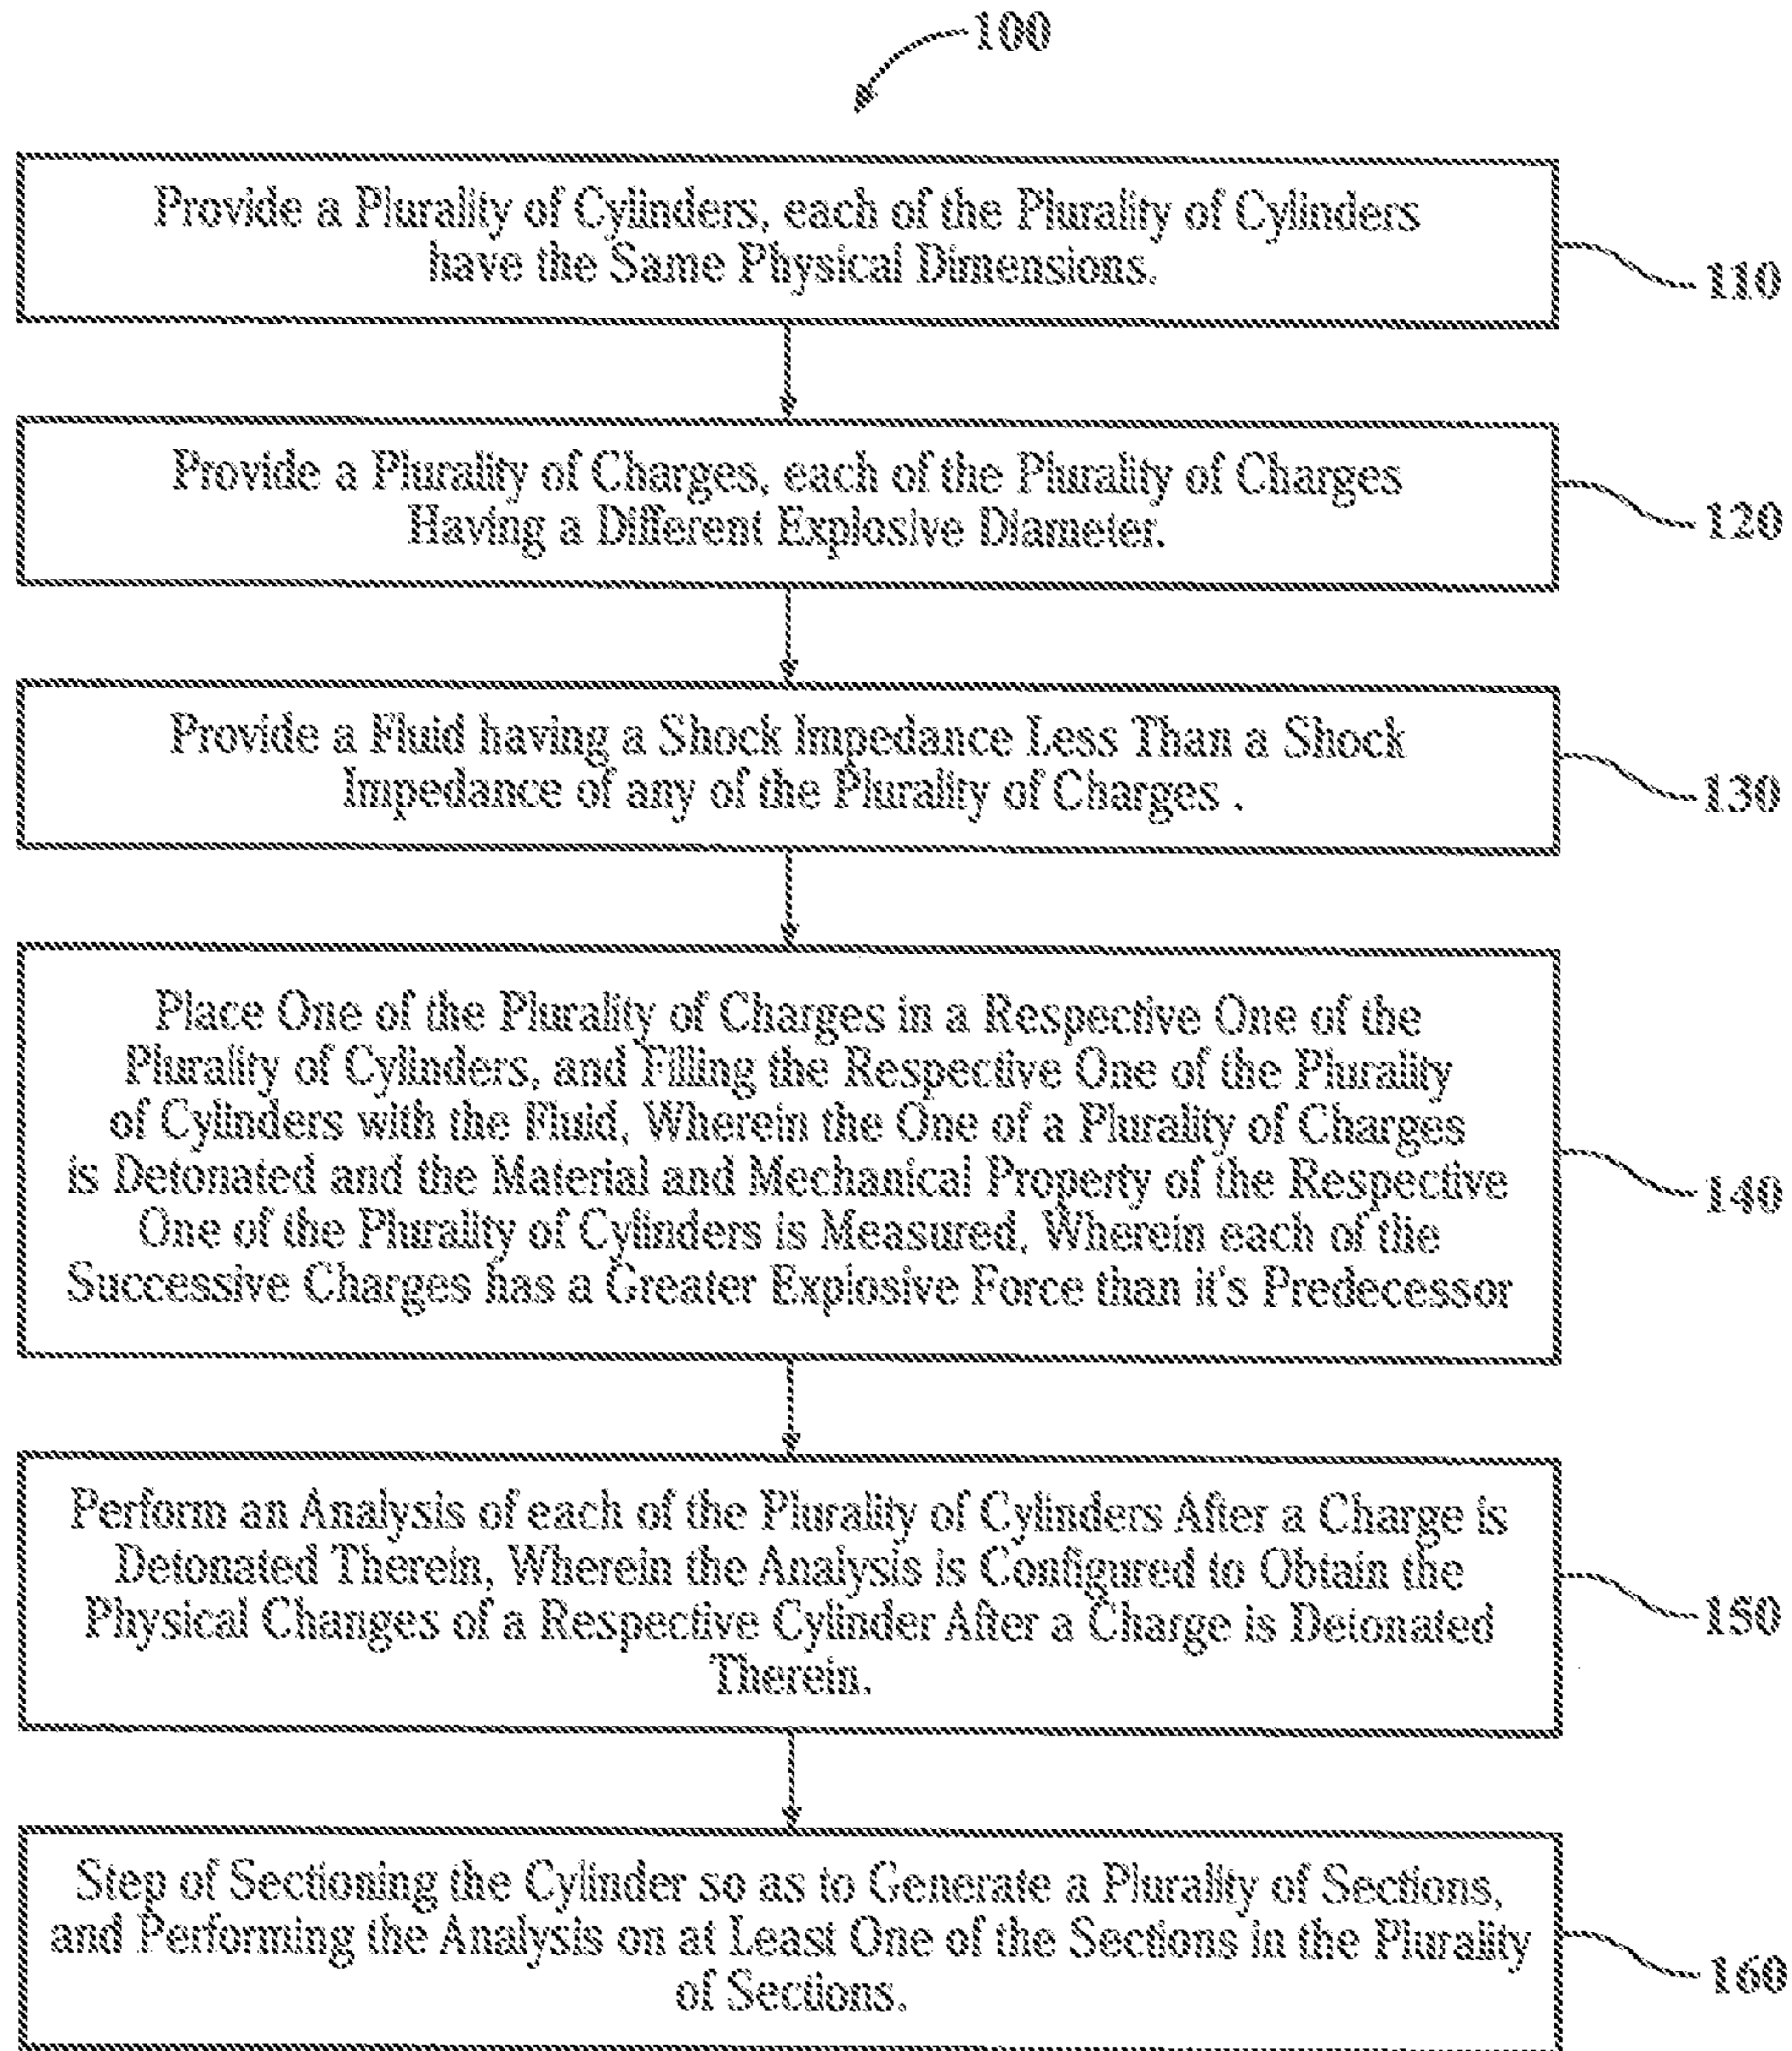 100
Provide a Plurality of Cylinders, each of the Plurality of Cylinders
have the Same Physical Dimensions.
110
Provide a Plurality of Charges, each of the Plurality of Charges
Having a Different Explosive Diameter.
120
Provide a Fluid having a Shock Impedance Less Than a Shock
Impedance of any of the Plurality of Charges .
130
Place One of the Plurality of Charges in a Respective One of the
Plurality of Cylinders, and Filling the Respective One of the Plurality
of Cylinders with the Fluid, Wherein the One of a Plurality of Charges
is Detonated and the Material and Mechanical Property of the Respective
One of the Plurality of Cylinders is Measured, Wherein each of the
Successive Charges has a Greater Explosive Force than it's Predecessor
140
Perform an Analysis of each of the Plurality of Cylinders After a Charge is
Detonated Therein, Wherein the Analysis is Configured to Obtain the
Physical Changes of a Respective Cylinder After a Charge is Detonated
Therein.
150
Step of Sectioning the Cylinder so as to Generate a Plurality of Sections,
and Performing the Analysis on at Least One of the Sections in the Plurality
of Sections.
160